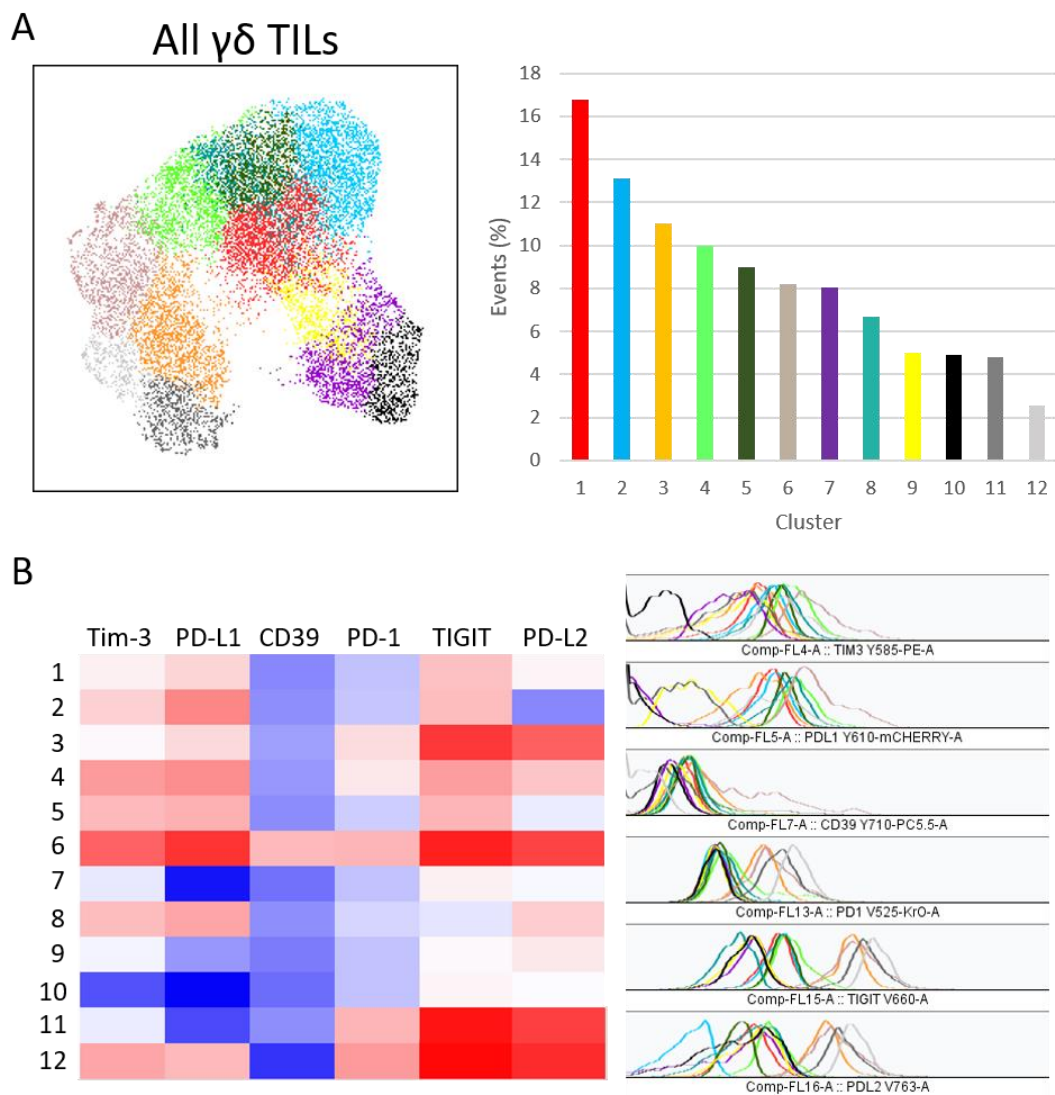 A
All γδ TILs
Events (%)
18
16
14
12
10
8
6
4
2
0
1 2 3 4 5 6 7 8 9 10 11 12
Cluster
B
Tim-3 PD-L1 CD39 PD-1 TIGIT PD-L2
1
2
3
4
5
6
7
8
9
10
11
12
Comp-FL4-A :: TIM3 Y585-PE-A
Comp-FL5-A :: PDL1 Y610-mCHERRY-A
Comp-FL7-A :: CD39 Y710-PC5.5-A
Comp-FL13-A :: PD1 V525-KrO-A
Comp-FL15-A :: TIGIT V660-A
Comp-FL16-A :: PDL2 V763-A